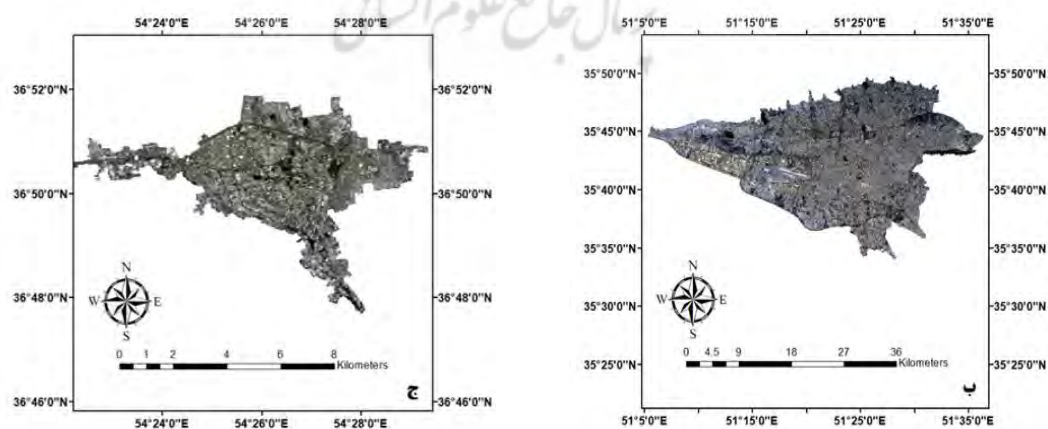 پرتال جامع علوم انسانی
54°24'0"E 54°26'0"E 54°28'0"E
36°52'0"N 36°52'0"N
36°50'0"N 36°50'0"N
36°48'0"N 36°48'0"N
36°46'0"N 36°46'0"N
N
W E
S
0 1 2 4 6 8
Kilometers
ج
54°24'0"E 54°26'0"E 54°28'0"E
51°5'0"E 51°15'0"E 51°25'0"E 51°35'0"E
35°50'0"N 35°50'0"N
35°45'0"N 35°45'0"N
35°40'0"N 35°40'0"N
35°35'0"N 35°35'0"N
35°30'0"N 35°30'0"N
35°25'0"N 35°25'0"N
N
W E
S
0 4.5 9 18 27 36
Kilometers
ب
51°5'0"E 51°15'0"E 51°25'0"E 51°35'0"E